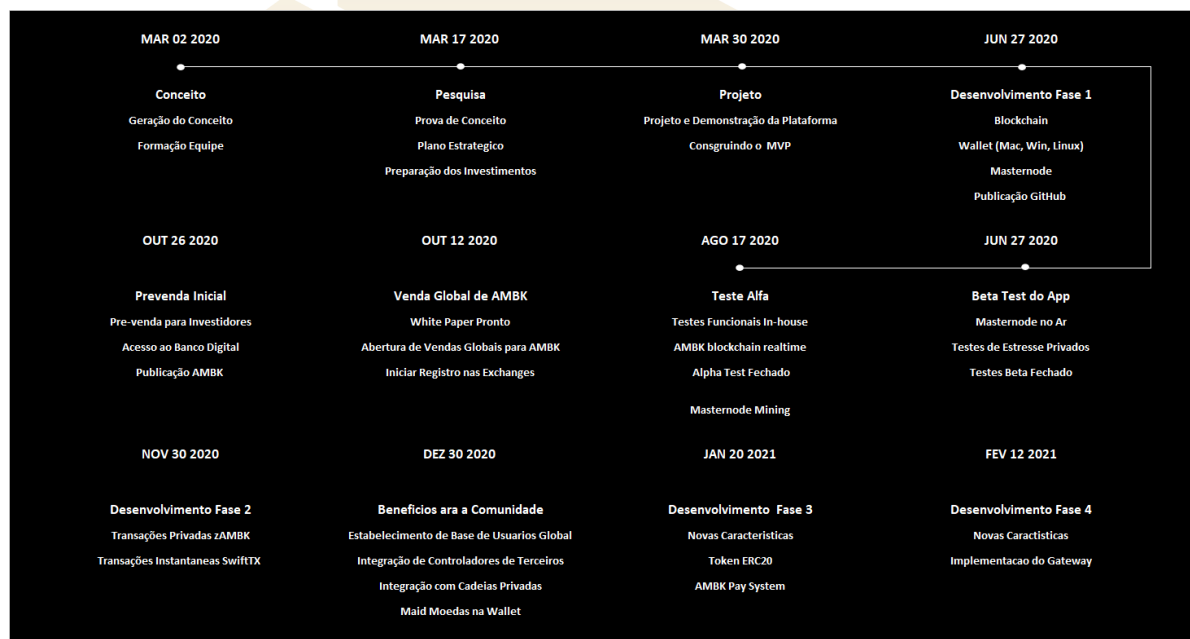 MAR 02 2020
Conceito
Geração do Conceito
Formação Equipe
MAR 17 2020
Pesquisa
Prova de Conceito
Plano Estrategico
Preparação dos Investimentos
MAR 30 2020
Projeto
Projeto e Demonstração da Plataforma
Consgruindo o MVP
JUN 27 2020
Desenvolvimento Fase 1
Blockchain
Wallet (Mac, Win, Linux)
Masternode
Publicação GitHub
OUT 26 2020
Prevenda Inicial
Pre-venda para Investidores
Acesso ao Banco Digital
Publicação AMBK
OUT 12 2020
Venda Global de AMBK
White Paper Pronto
Abertura de Vendas Globais para AMBK
Iniciar Registro nas Exchanges
AGO 17 2020
Teste Alfa
Testes Funcionais In-house
AMBK blockchain realtime
Alpha Test Fechado
Masternode Mining
JUN 27 2020
Beta Test do App
Masternode no Ar
Testes de Estresse Privados
Testes Beta Fechado
NOV 30 2020
Desenvolvimento Fase 2
Transações Privadas zAMBK
Transações Instantaneas SwiftTX
DEZ 30 2020
Beneficios ara a Comunidade
Estabelecimento de Base de Usuarios Global
Integração de Controladores de Terceiros
Integração com Cadeias Privadas
Maid Moedas na Wallet
JAN 20 2021
Desenvolvimento Fase 3
Novas Caracteristicas
Token ERC20
AMBK Pay System
FEV 12 2021
Desenvolvimento Fase 4
Novas Caractisticas
Implementacao do Gateway